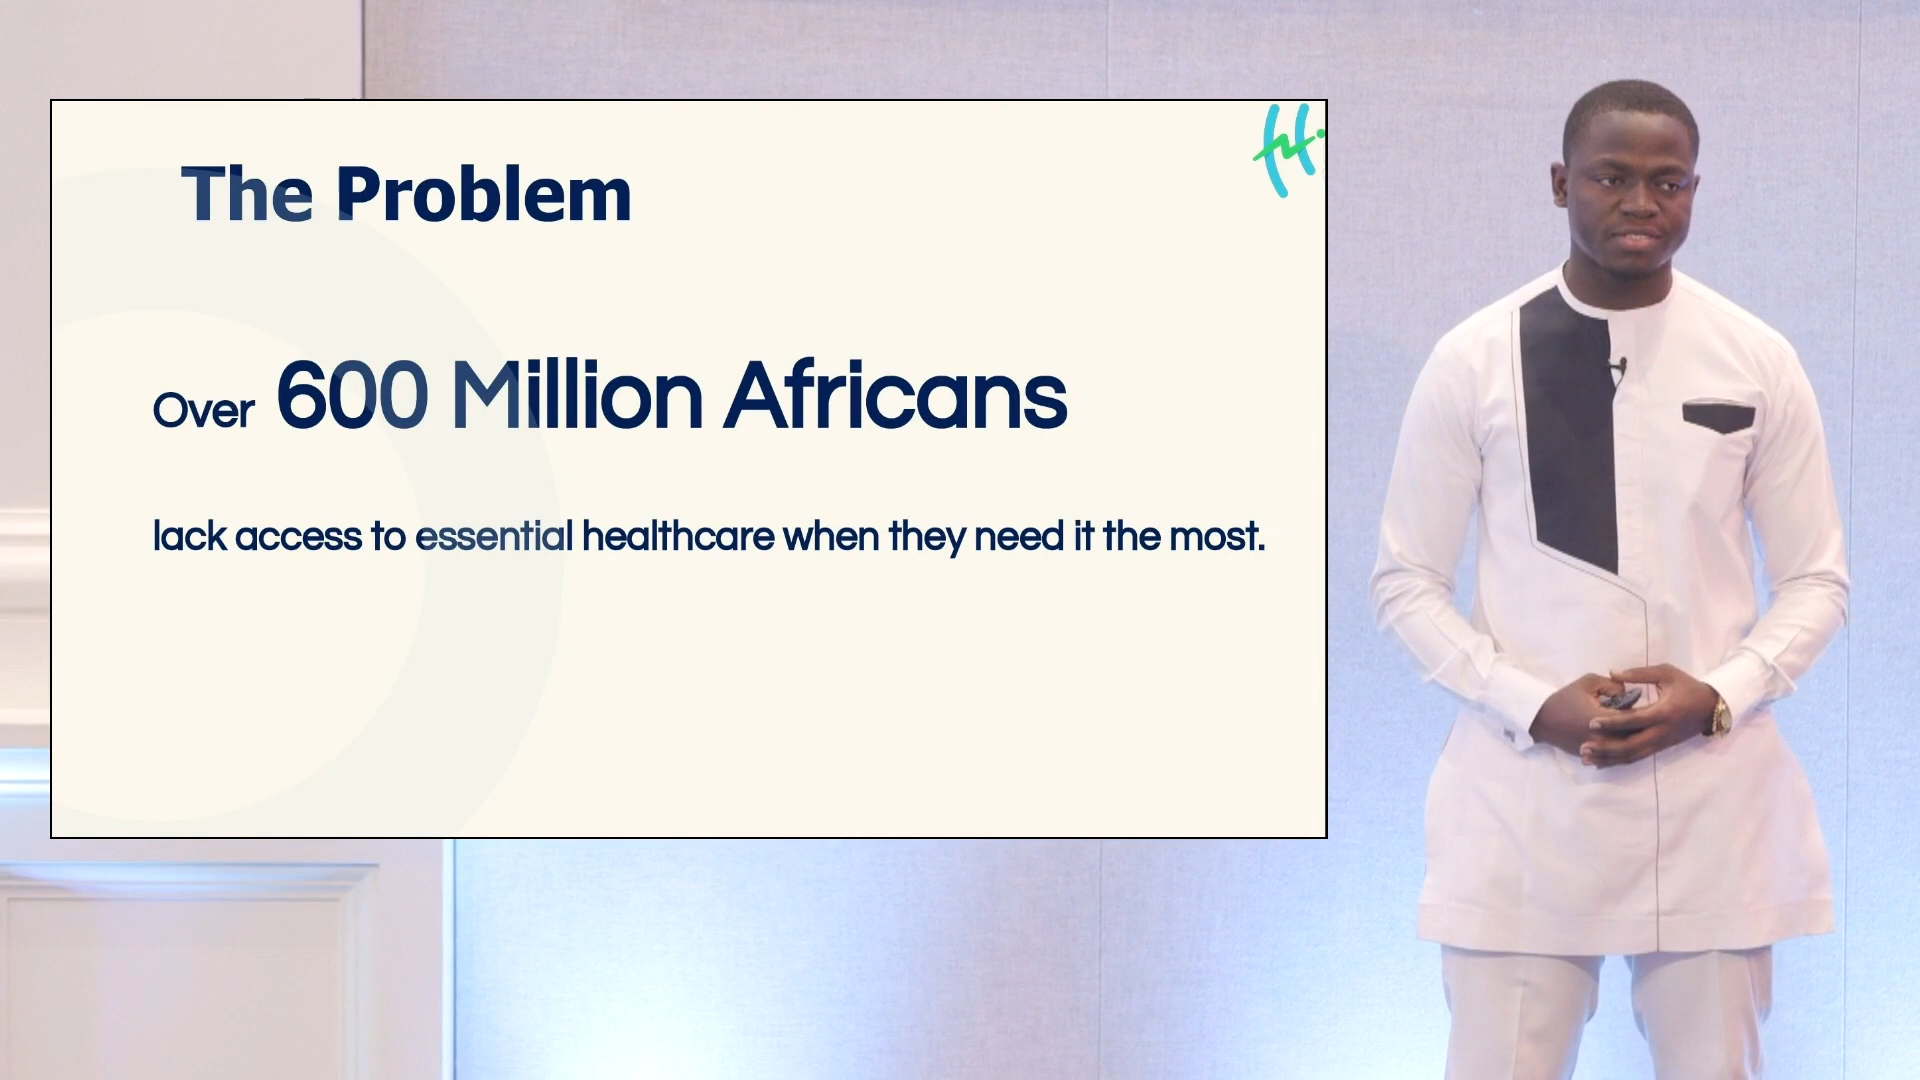 The Problem
Over 600 Million Africans
lack access to essential healthcare when they need it the most.